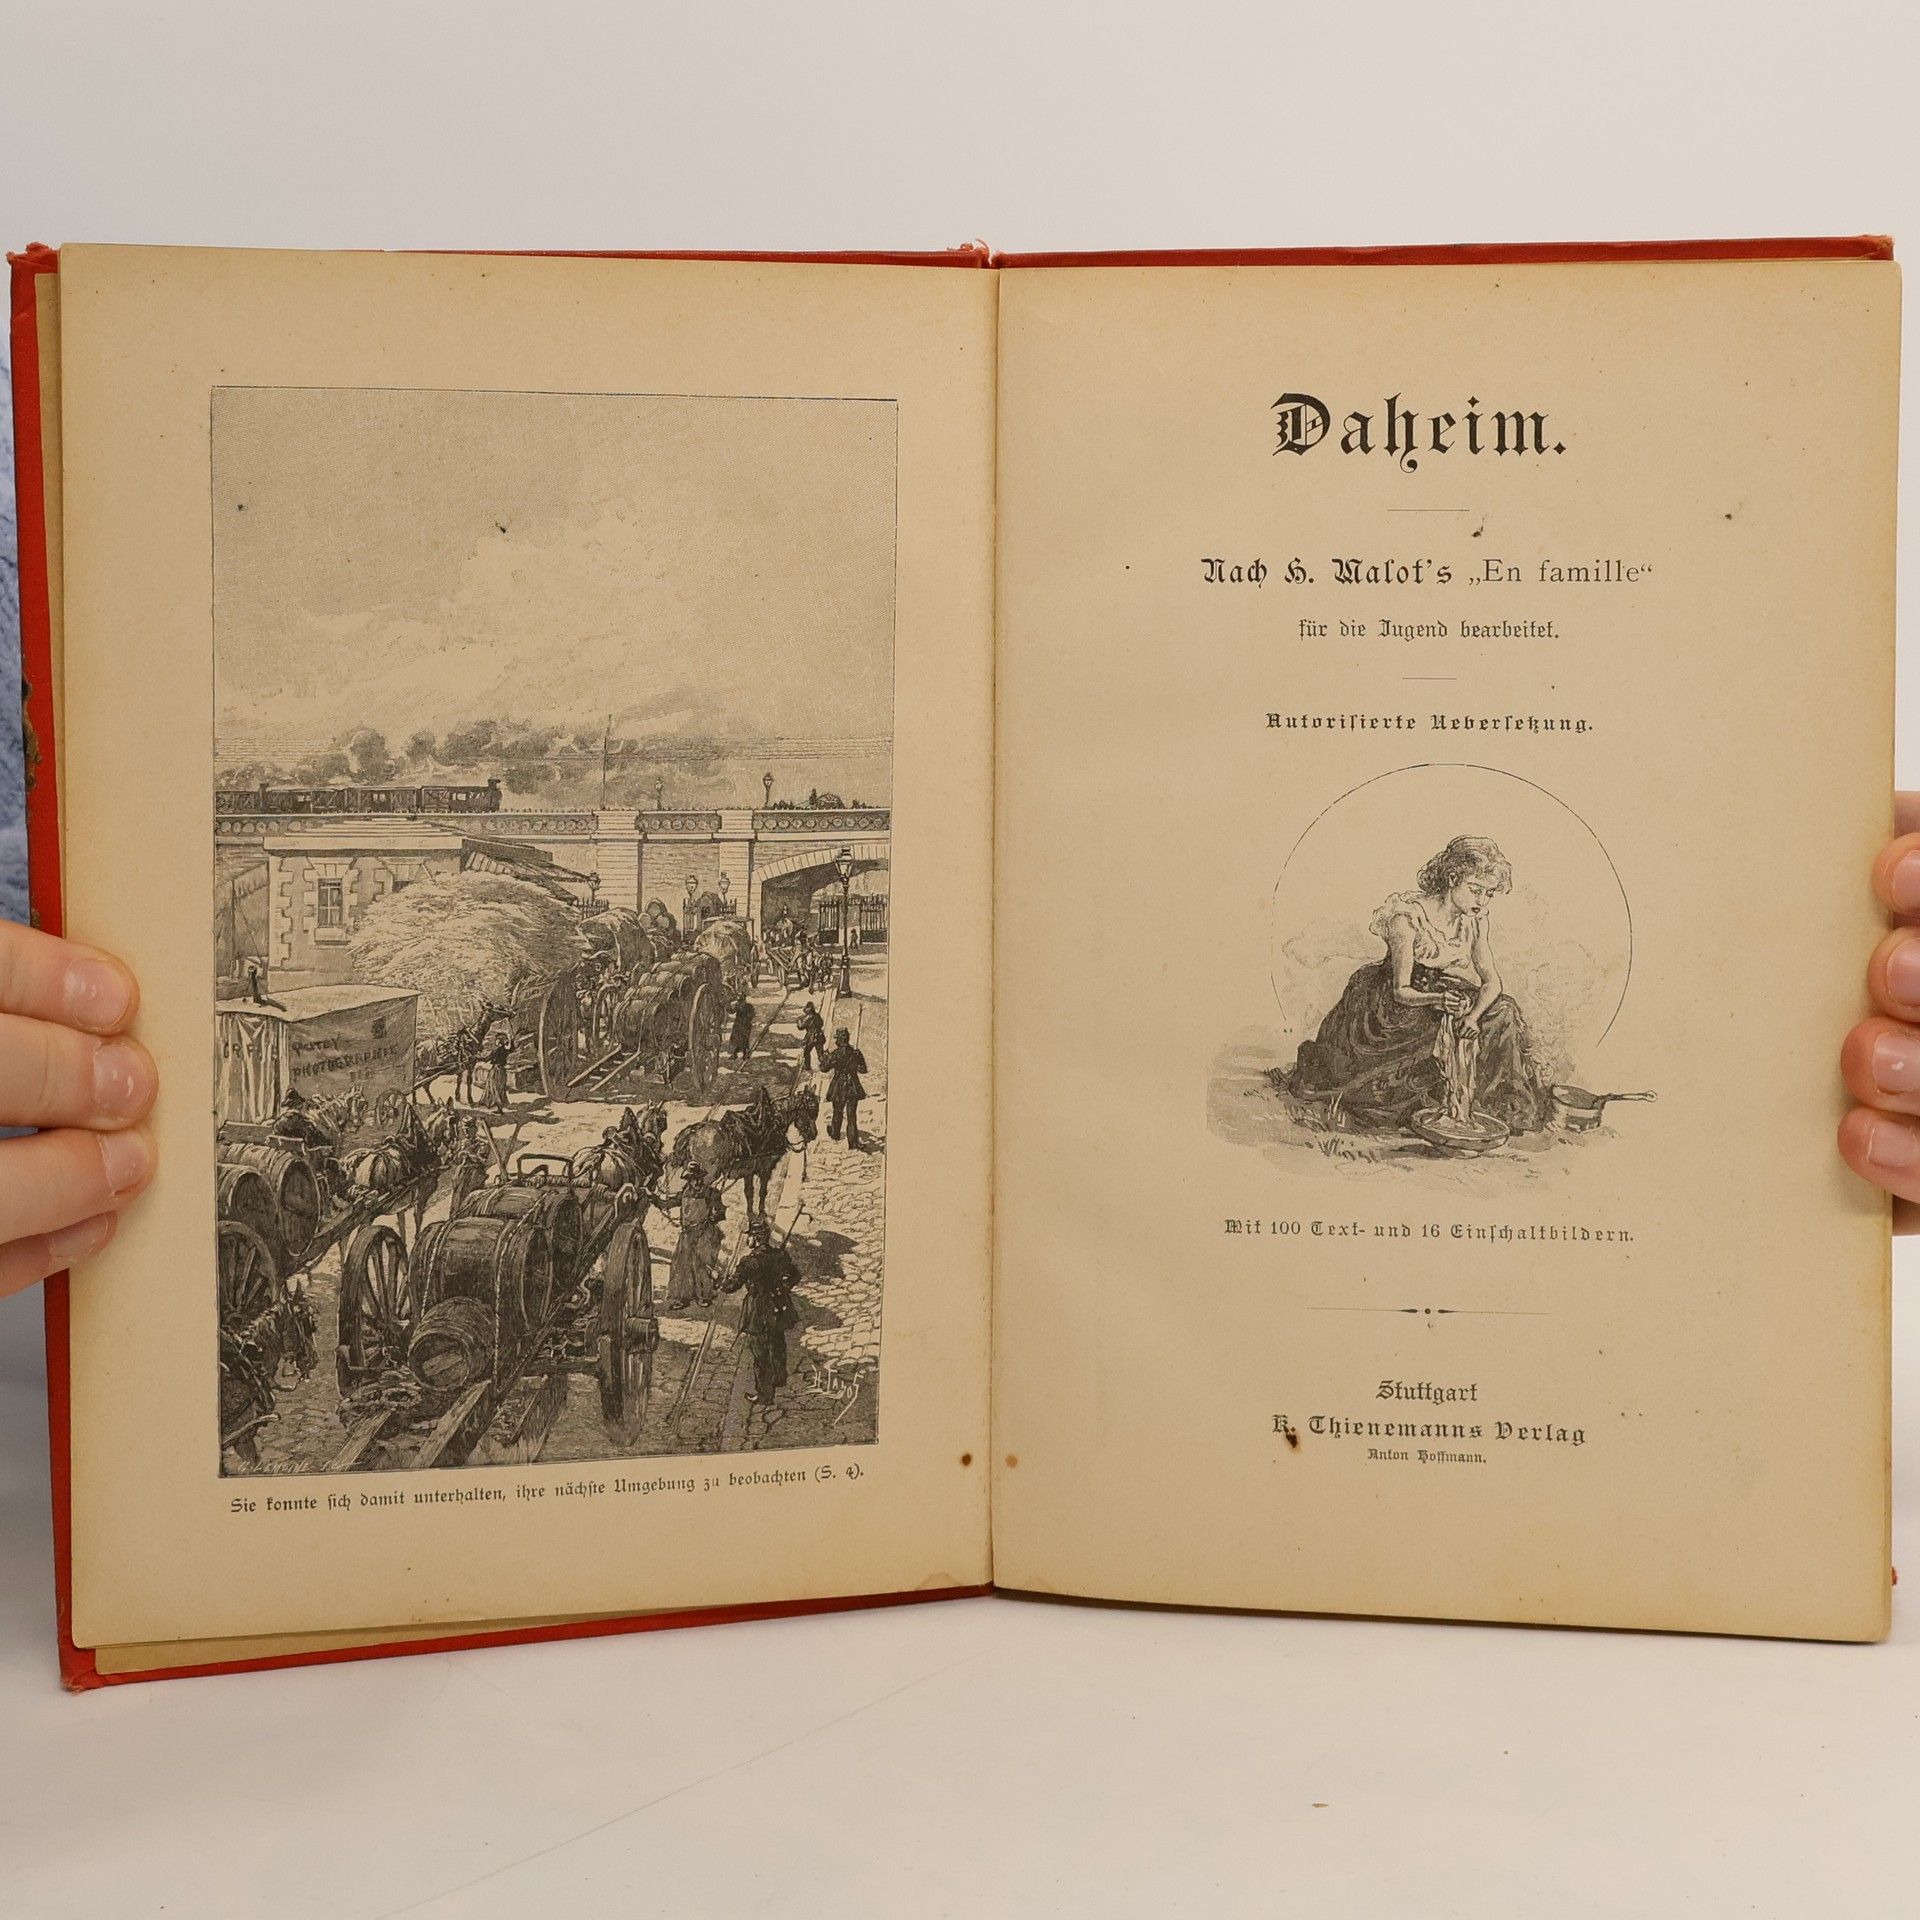 PHOTOGRAPHIE
H. Lanos
Sie konnte sich damit unterhalten, ihre nächste Umgebung zu beobachten (S. 4).
Daheim.
Nach H. Malot's „En famille“
für die Jugend bearbeitet.
Autorisierte Uebersetzung.
Mit 100 Text- und 16 Einschaltbildern.
Stuttgart
K. Thienemanns Verlag
Anton Hoffmann.